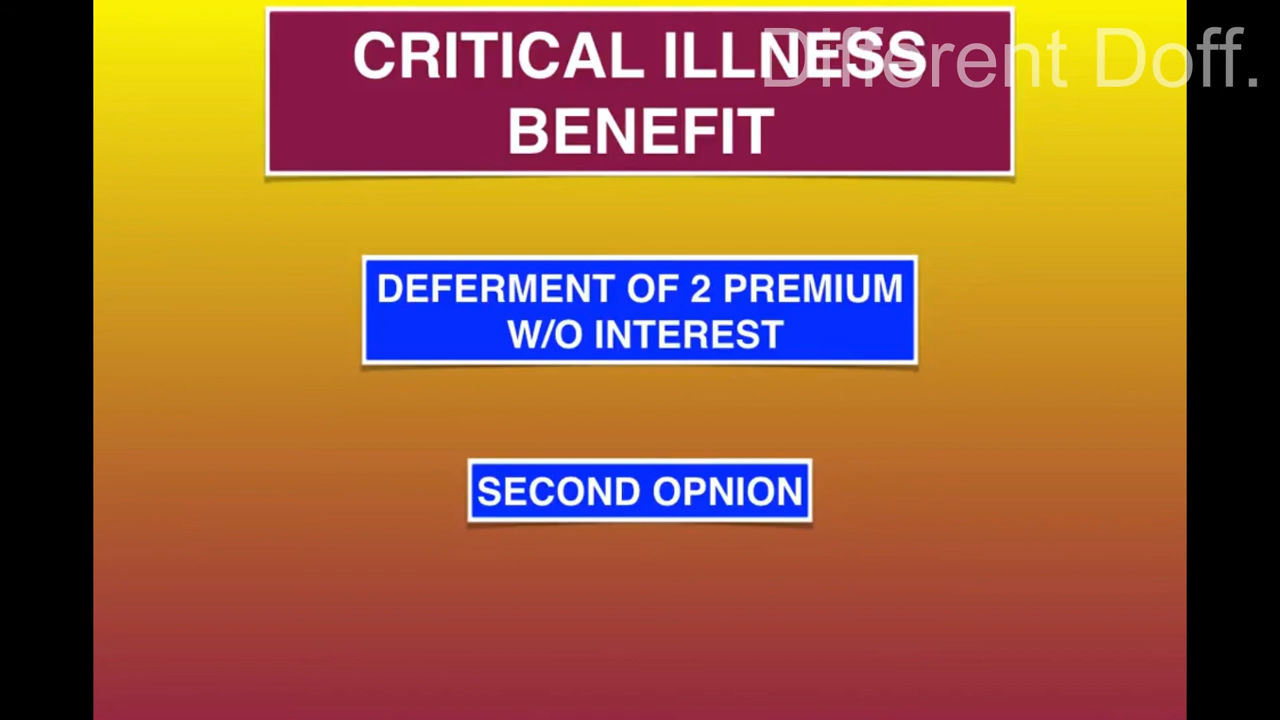 CRITICAL ILLNESS
BENEFIT
Different Doff.
DEFERMENT OF 2 PREMIUM
W/O INTEREST
SECOND OPNION